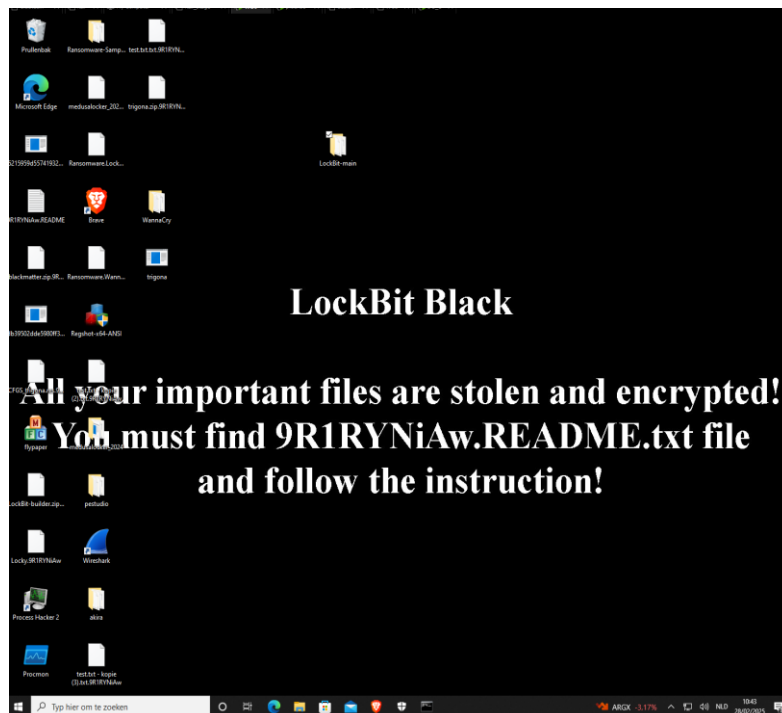 Prullenbak
Ransomware-Samp...
test.txt.txt.9R1RYN...
Microsoft Edge
medusalocker_202...
trigona.zip.9R1RYN...
Ransomware.Lock...
LockBit-main
9R1RYNiAw.README
Brave
WannaCry
blackmatter.zip.9R...
Ransomware.Wann...
trigona
Regshot-x64-ANSI
LockBit Black
All your important files are stolen and encrypted!
You must find 9R1RYNiAw.README.txt file
and follow the instruction!
flypaper
LockBit-builder.zip...
pestudio
Locky.9R1RYNiAw
Wireshark
Process Hacker 2
akira
Procmon
test.txt - kopie
(3).txt.9R1RYNiAw
Typ hier om te zoeken
ARGX -3,17%
NLD
10:43
28/02/2025